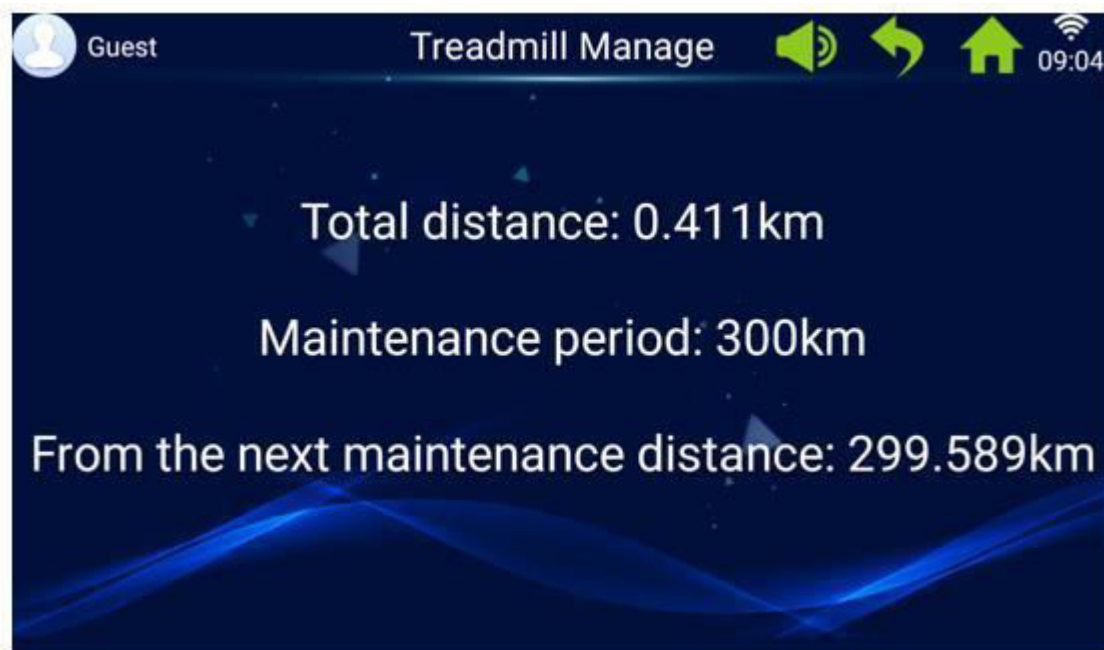 Guest
Treadmill Manage
09:04
Total distance: 0.411km
Maintenance period: 300km
From the next maintenance distance: 299.589km